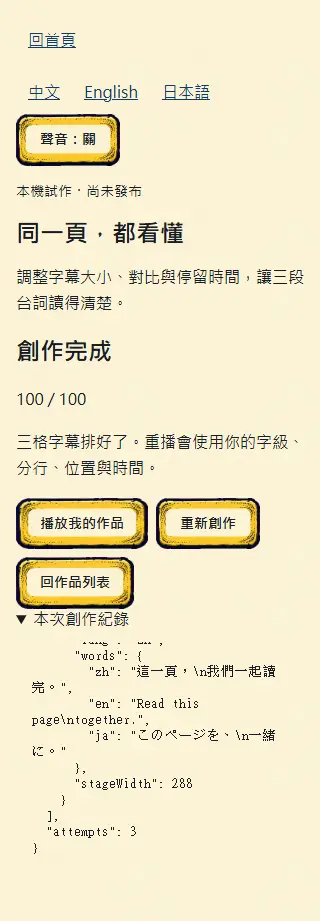 回首頁
中文 English 日本語
聲音：關
本機試作・尚未發布
同一頁，都看懂
調整字幕大小、對比與停留時間，讓三段
台詞讀得清楚。
創作完成
100 / 100
三格字幕排好了。重播會使用你的字級、
分行、位置與時間。
播放我的作品 重新創作
回作品列表
▼ 本次創作紀錄
"words": {
"zh": "這一頁，\n我們一起讀
完。",
"en": "Read this
page\ntogether.",
"ja": "このページを、\n一緒
に。"
},
"stageWidth": 288
}
],
"attempts": 3
}